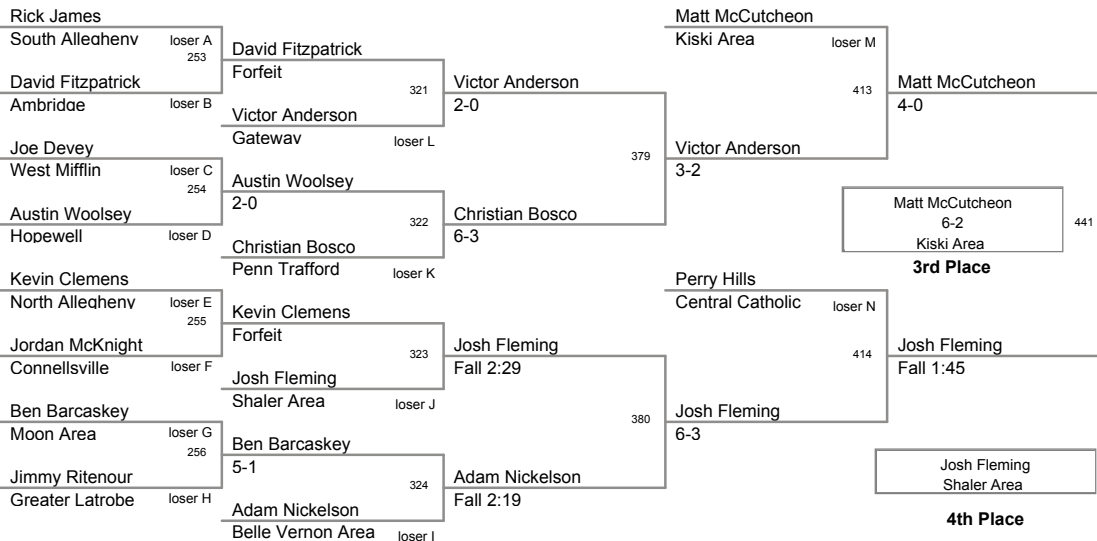 Rick James
South Allegheny
loser A
253
David Fitzpatrick
Ambridge
loser B
Joe Devey
West Mifflin
loser C
254
Austin Woolsey
Hopewell
loser D
Kevin Clemens
North Allegheny
loser E
255
Jordan McKnight
Connellsville
loser F
Ben Barcaskey
Moon Area
loser G
256
Jimmy Ritenour
Greater Latrobe
loser H
David Fitzpatrick
Forfeit
321
Victor Anderson
Gateway
loser L
Austin Woolsey
2-0
322
Christian Bosco
Penn Trafford
loser K
Kevin Clemens
Forfeit
323
Josh Fleming
Shaler Area
loser J
Ben Barcaskey
5-1
324
Adam Nickelson
Belle Vernon Area
loser I
Victor Anderson
2-0
379
Christian Bosco
6-3
Josh Fleming
Fall 2:29
380
Adam Nickelson
Fall 2:19
Matt McCutcheon
Kiski Area
loser M
413
Victor Anderson
3-2
Perry Hills
Central Catholic
loser N
414
Josh Fleming
6-3
Matt McCutcheon
4-0
Matt McCutcheon
6-2
Kiski Area
441
3rd Place
Josh Fleming
Fall 1:45
Josh Fleming
Shaler Area
4th Place